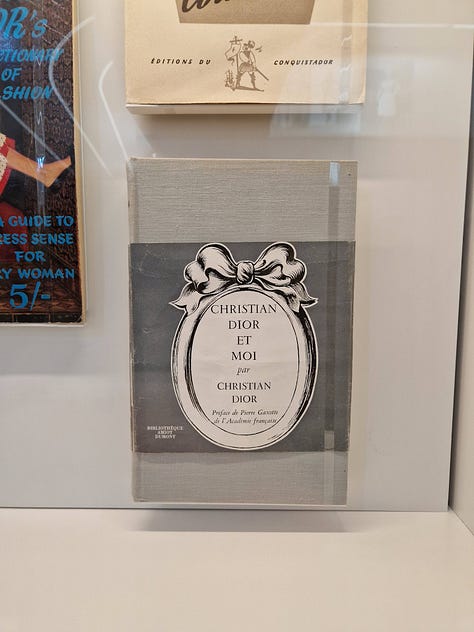 OR's
OF
SHION
A GUIDE TO
RESS SENSE
FOR
RY WOMAN
5/-
ÉDITIONS DU CONQUISTADOR
CHRISTIAN
DIOR
ET
MOI
par
CHRISTIAN
DIOR
Préface de Pierre Gaxotte
de l'Académie française
BIBLIOTHÈQUE
AMIOT
DUMONT